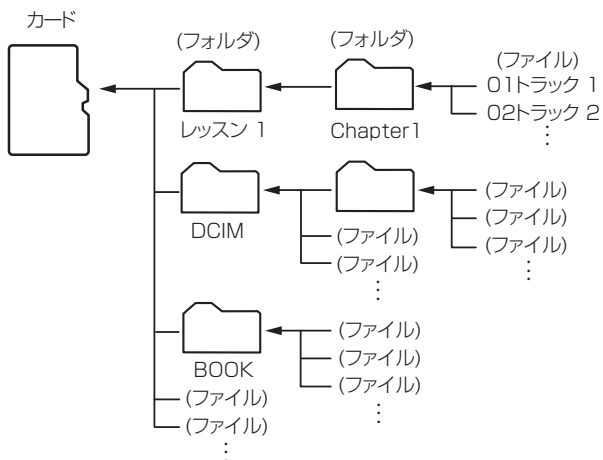 カード
(フォルダ)
(フォルダ)
(ファイル)
01トラック 1
02トラック 2
⋮
レッスン 1
Chapter1
(ファイル)
(ファイル)
(ファイル)
⋮
DCIM
(ファイル)
(ファイル)
⋮
(ファイル)
(ファイル)
(ファイル)
⋮
BOOK
(ファイル)
(ファイル)
⋮